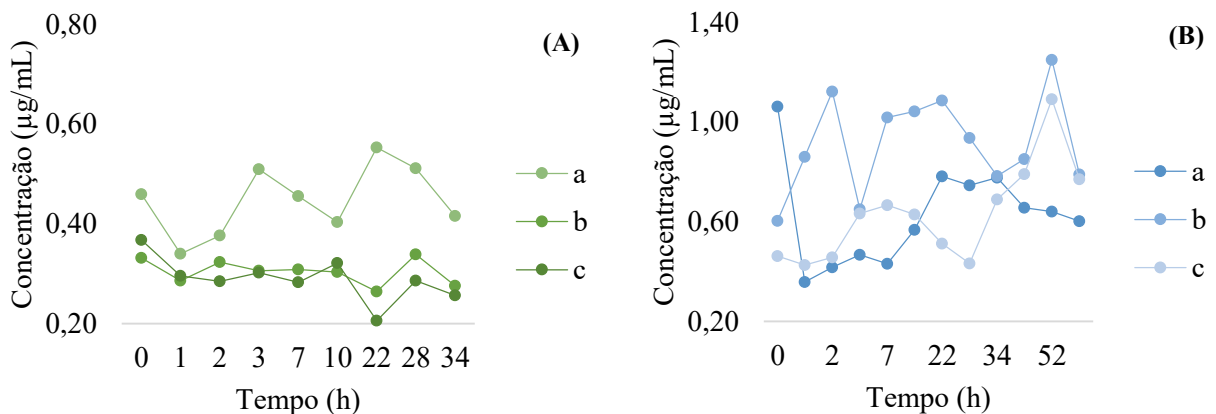 (A)
Concentração (µg/mL)
0,80
0,60
0,40
0,20
0 1 2 3 7 10 22 28 34
Tempo (h)
a
b
c
(B)
Concentração (µg/mL)
1,40
1,00
0,60
0,20
0 2 7 22 34 52
Tempo (h)
a
b
c